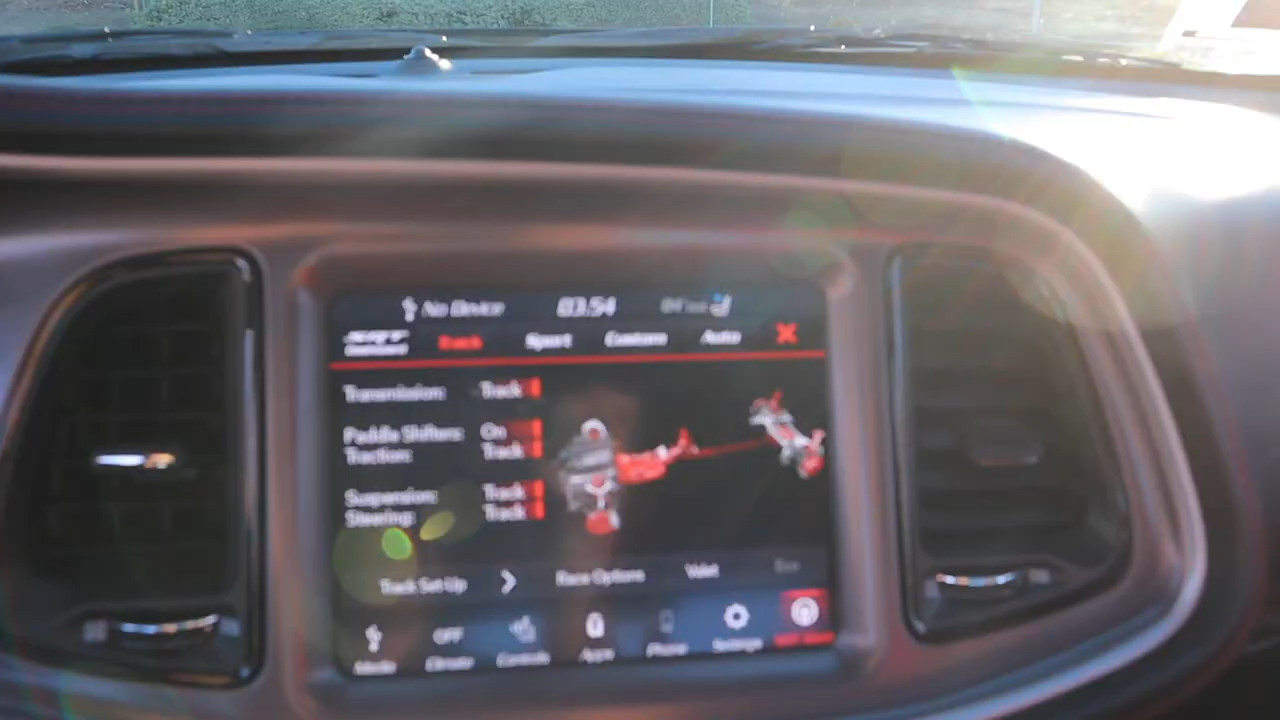 No Device 03:54
SRT Track Sport Custom Auto X
Transmission: Track
Paddle Shifters: On
Traction: Track
Suspension: Track
Steering: Track
Track Set Up > Race Options Valet Eco
OFF
Media Climate Controls Apps Phone Settings